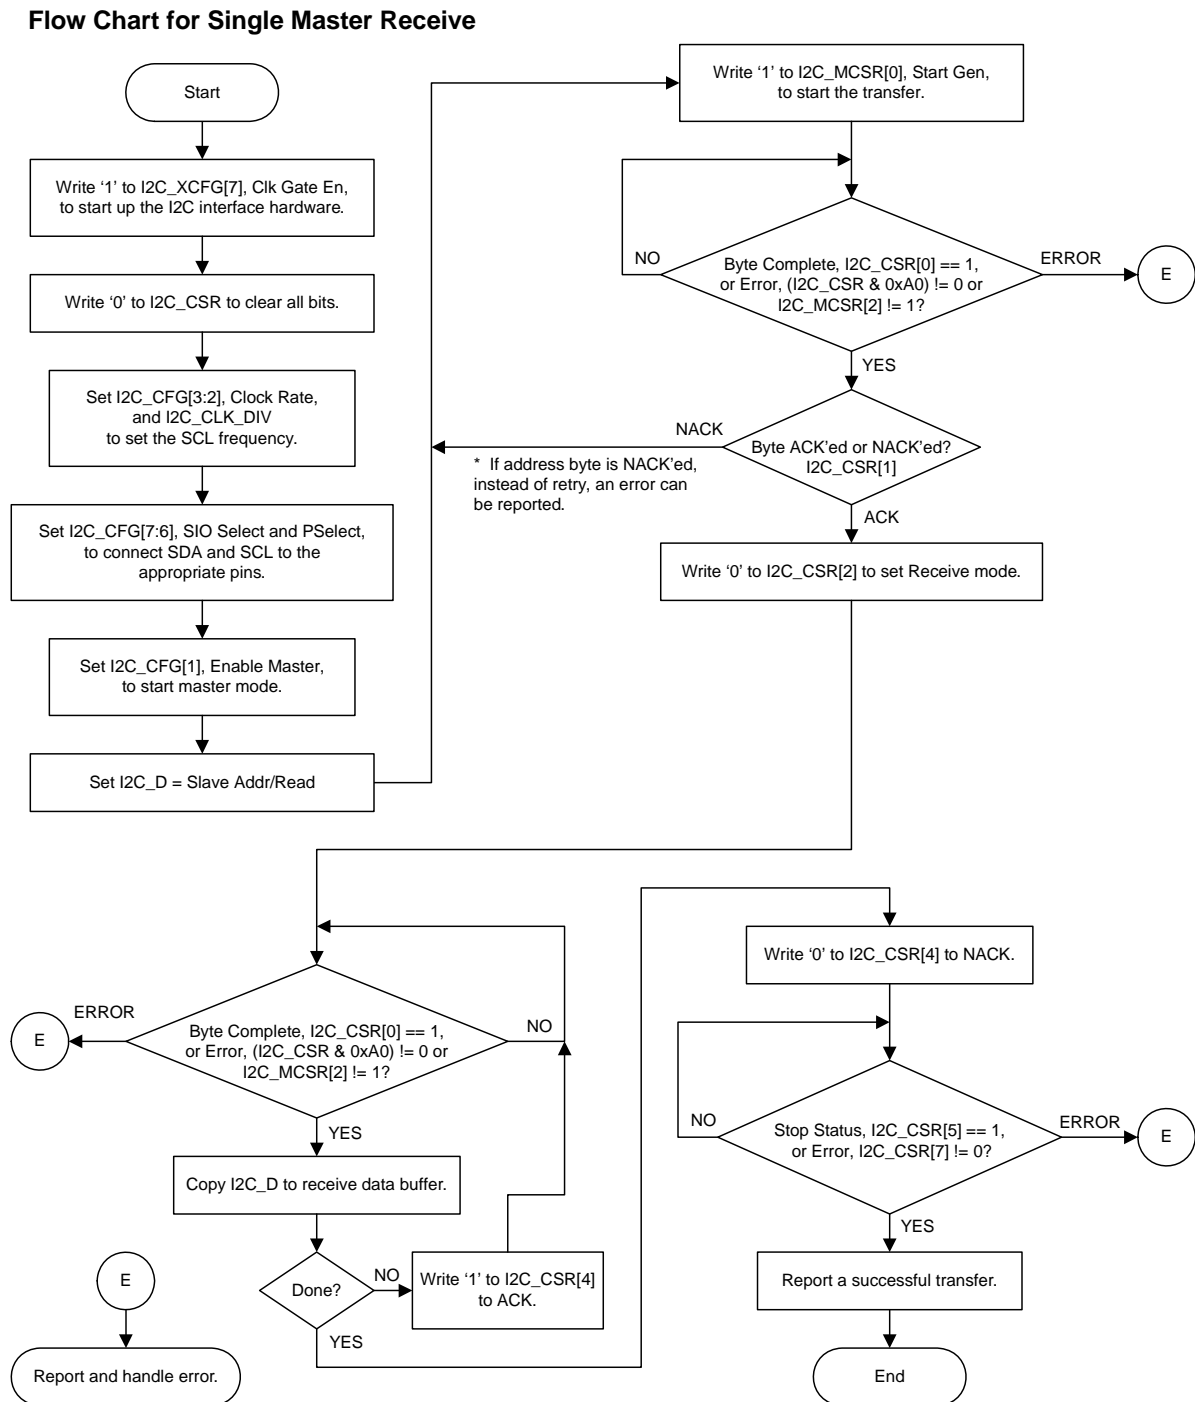 Flow Chart for Single Master Receive
Start
Write ‘1’ to I2C_XCFG[7], Clk Gate En,
to start up the I2C interface hardware.
Write ‘0’ to I2C_CSR to clear all bits.
Set I2C_CFG[3:2], Clock Rate,
and I2C_CLK_DIV
to set the SCL frequency.
Set I2C_CFG[7:6], SIO Select and PSelect,
to connect SDA and SCL to the
appropriate pins.
Set I2C_CFG[1], Enable Master,
to start master mode.
Set I2C_D = Slave Addr/Read
Write ‘1’ to I2C_MCSR[0], Start Gen,
to start the transfer.
NO
Byte Complete, I2C_CSR[0] == 1,
or Error, (I2C_CSR & 0xA0) != 0 or
I2C_MCSR[2] != 1?
ERROR
E
YES
NACK
Byte ACK’ed or NACK’ed?
I2C_CSR[1]
* If address byte is NACK’ed,
instead of retry, an error can
be reported.
ACK
Write ‘0’ to I2C_CSR[2] to set Receive mode.
ERROR
E
Byte Complete, I2C_CSR[0] == 1,
or Error, (I2C_CSR & 0xA0) != 0 or
I2C_MCSR[2] != 1?
NO
YES
Copy I2C_D to receive data buffer.
Done?
NO
Write ‘1’ to I2C_CSR[4]
to ACK.
YES
E
Report and handle error.
Write ‘0’ to I2C_CSR[4] to NACK.
NO
Stop Status, I2C_CSR[5] == 1,
or Error, I2C_CSR[7] != 0?
ERROR
E
YES
Report a successful transfer.
End